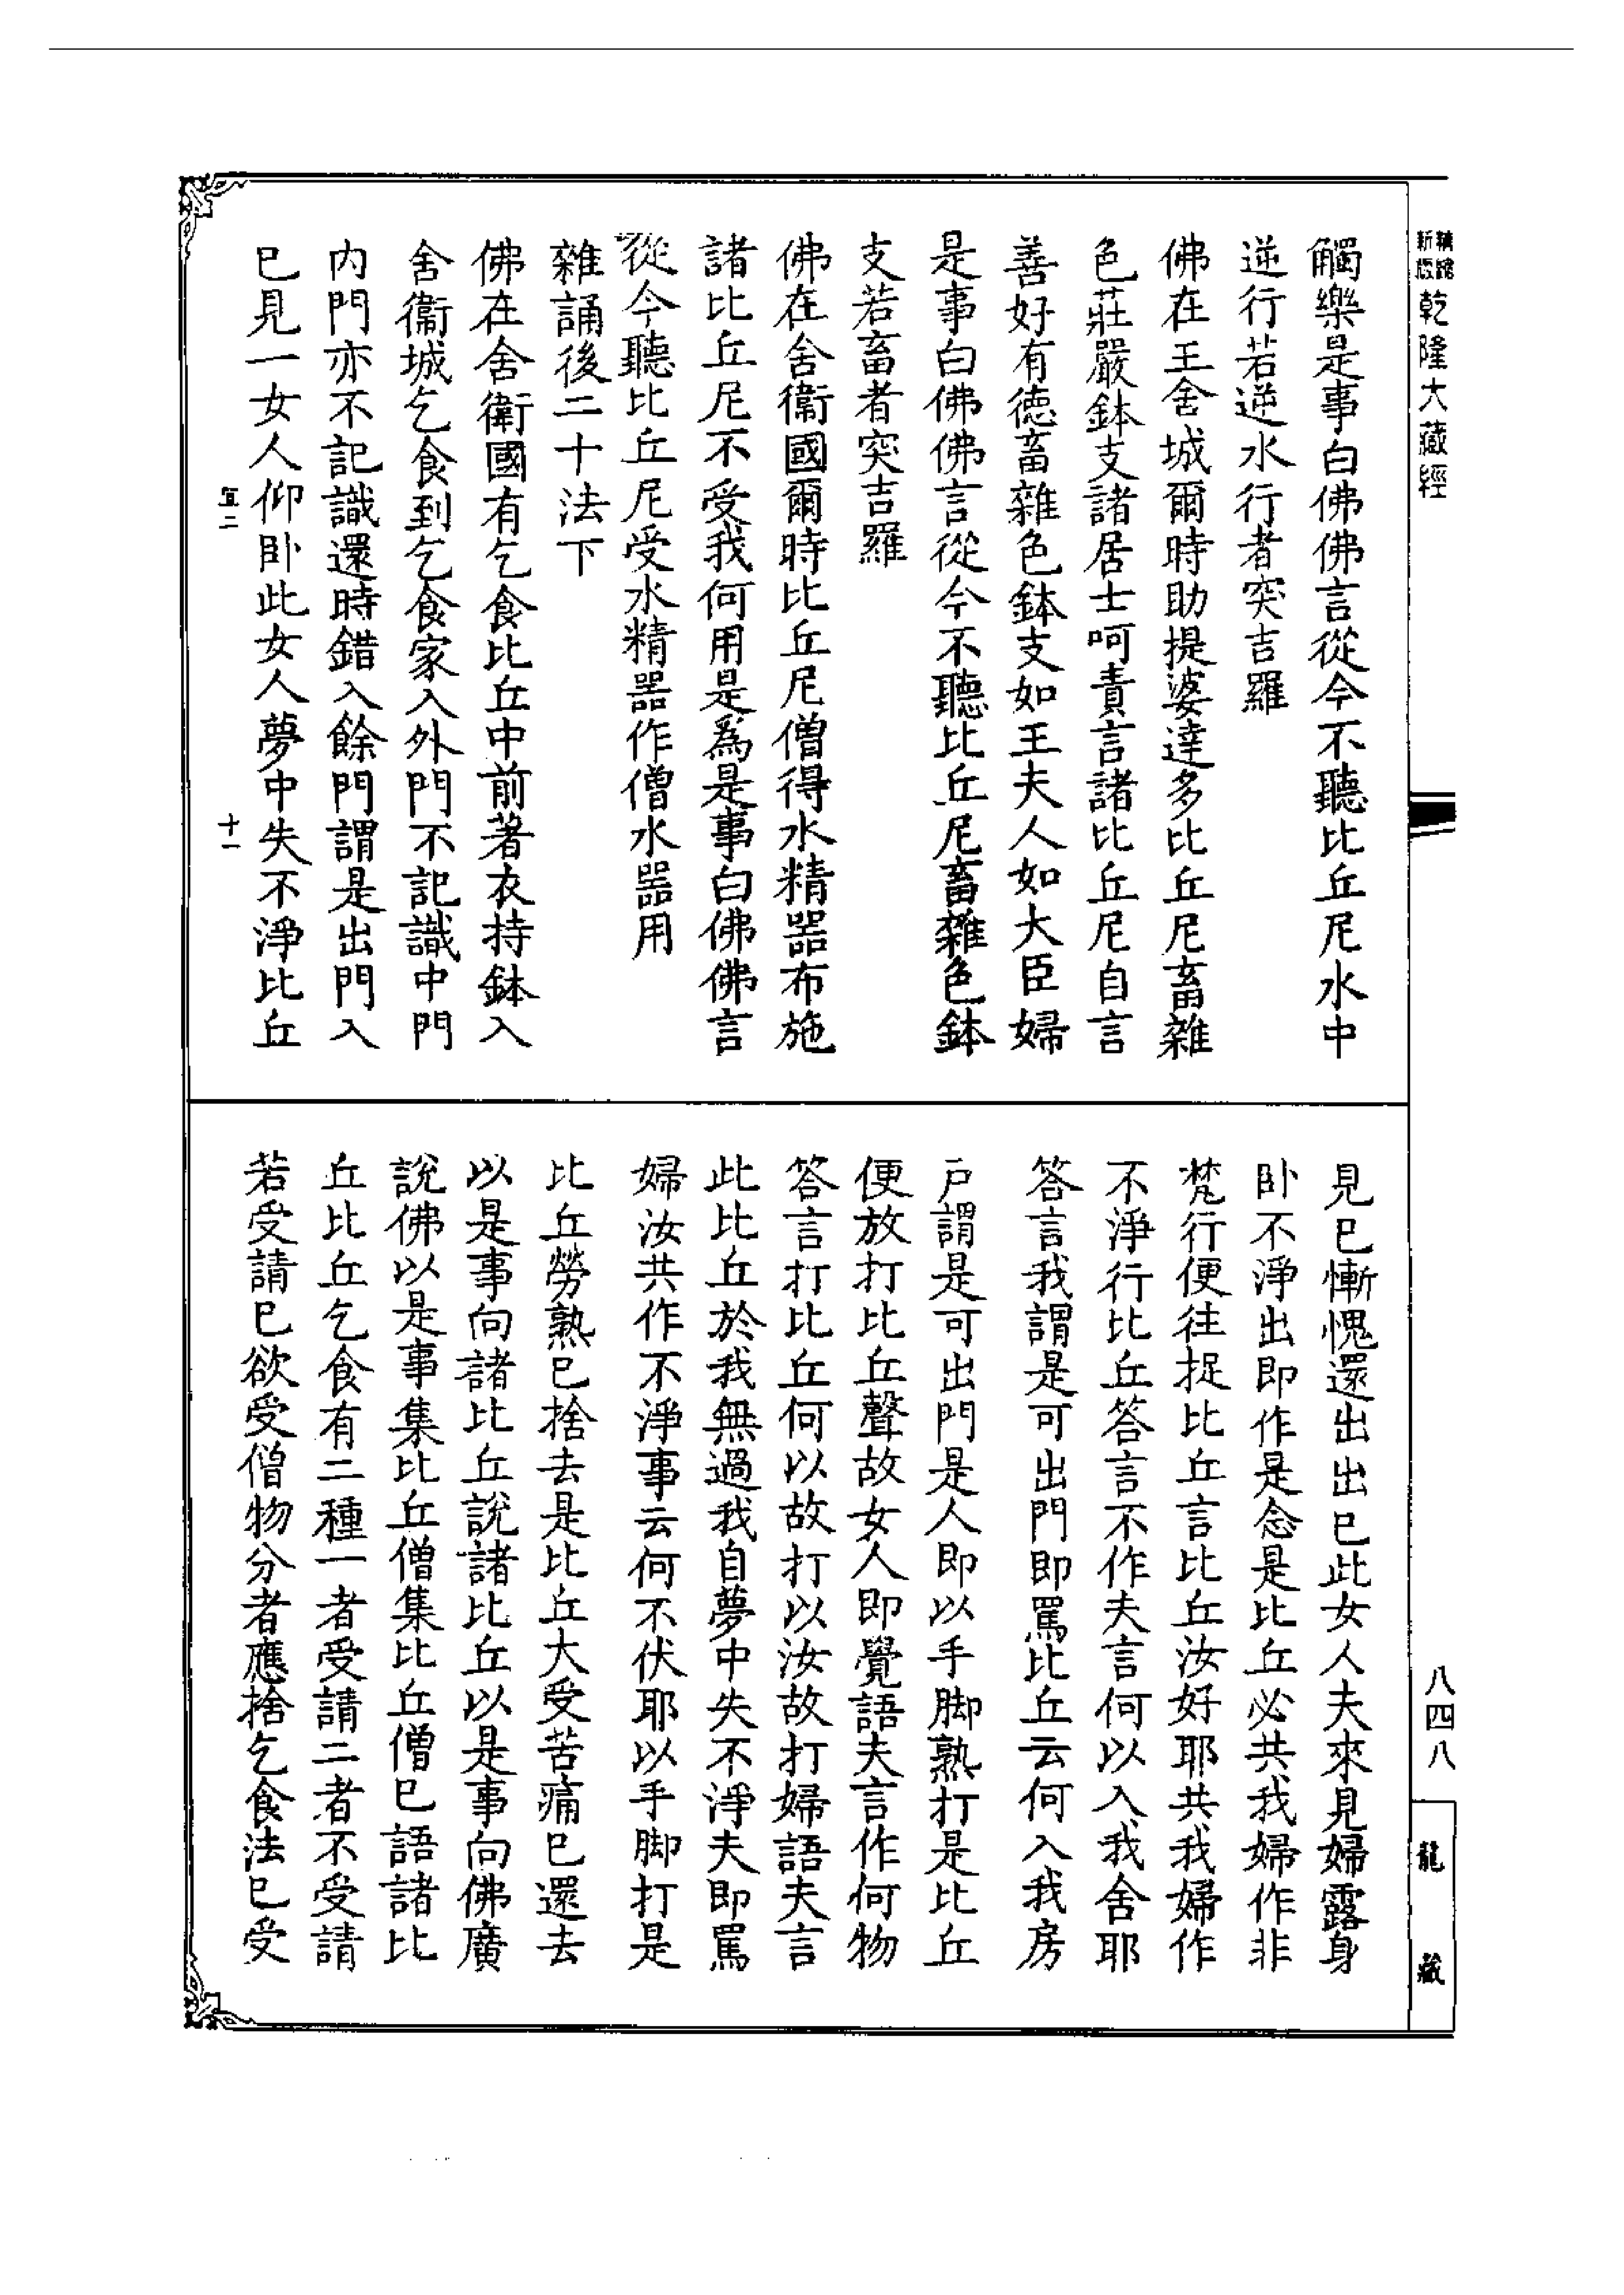 新版
乾隆大藏經
觸樂是事白佛佛言從今不聽比丘尼水中
逆行若逆水行者突吉羅
佛在王舍城爾時助提婆達多比丘尼畜雜
色莊嚴鉢支諸居士呵責言諸比丘尼自言
善好有德畜雜色鉢支如王夫人如大臣婦
是事白佛佛言從今不聽比丘尼畜雜色鉢
支若畜者突吉羅
佛在舍衞國爾時比丘尼僧得水精器布施
諸比丘尼不受我何用是爲是事白佛佛言
從今聽比丘尼受水精器作僧水器用
雜誦後二十法下
佛在舍衞國有乞食比丘中前著衣持鉢入
舍衞城乞食到乞食家入外門不記識中門
内門亦不記識還時錯入餘門謂是出門入
巳見一女人仰卧此女人夢中失不淨比丘
宜二
十一
見巳慚愧還出出巳此女人夫來見婦露身
卧不淨出即作是念是比丘必共我婦作非
梵行便往捉比丘言比丘汝好耶共我婦作
不淨行比丘答言不作夫言何以入我舍耶
答言我謂是可出門即罵比丘云何入我房
戸謂是可出門是人即以手脚熟打是比丘
便放打比丘聲故女人即覺語夫言作何物
答言打比丘何以故打以汝故打婦語夫言
此比丘於我無過我自夢中失不淨夫即罵
婦汝共作不淨事云何不伏耶以手脚打是
比丘勞熟巳捨去是比丘大受苦痛巳還去
以是事向諸比丘說諸比丘以是事向佛廣
說佛以是事集比丘僧集比丘僧巳語諸比
丘比丘乞食有二種一者受請二者不受請
若受請巳欲受僧物分者應捨乞食法巳受
八四八
龍藏